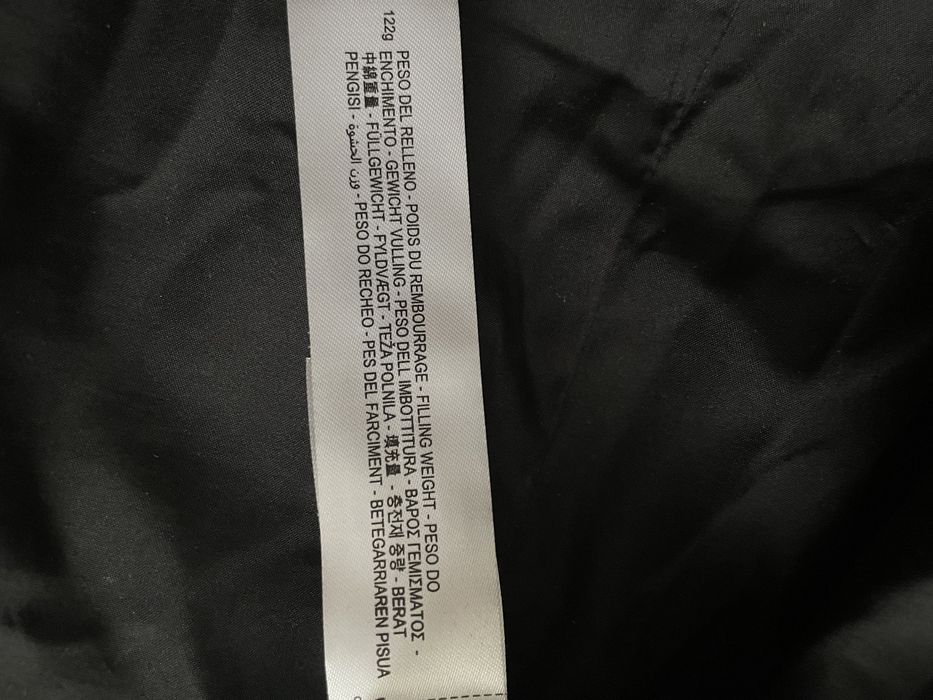 122g
PESO DEL RELLENO - POIDS DU REMBOURRAGE - FILLING WEIGHT - PESO DO
ENCHIMENTO - GEWICHT VULLING - PESO DELL IMBOTTITURA - ΒΑΡΟΣ ΓΕΜΙΣΜΑΤΟΣ -
中綿重量 - FÜLLGEWICHT - FYLDVÆGT - TEŽA POLNILA - 填充量 - 충전재 중량 - BERAT
PENGISI - وزن الحشوة - PESO DO RECHEO - PES DEL FARCIMENT - BETEGARRIAREN PISUA